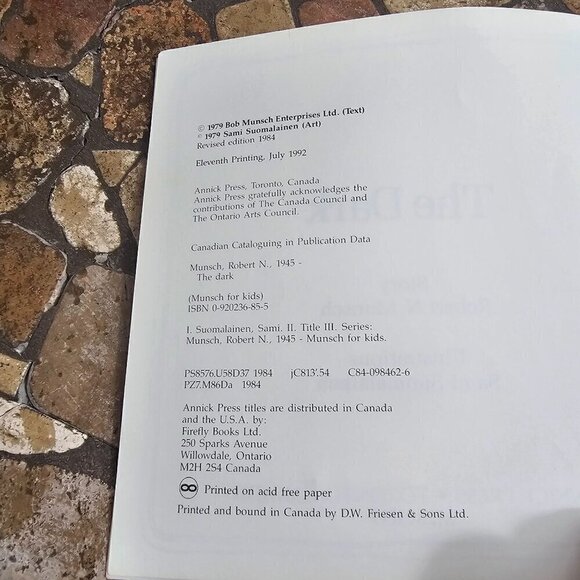 © 1979 Bob Munsch Enterprises Ltd. (Text)
© 1979 Sami Suomalainen (Art)
Revised edition 1984
Eleventh Printing, July 1992
Annick Press, Toronto, Canada
Annick Press gratefully acknowledges the
contributions of The Canada Council and
The Ontario Arts Council.
Canadian Cataloguing in Publication Data
Munsch, Robert N., 1945 -
The dark
(Munsch for kids)
ISBN 0-920236-85-5
I. Suomalainen, Sami. II. Title III. Series:
Munsch, Robert N., 1945 - Munsch for kids.
PS8576.U58D37 1984 jC813'.54 C84-098462-6
PZ7.M86Da 1984
Annick Press titles are distributed in Canada
and the U.S.A. by:
Firefly Books Ltd.
250 Sparks Avenue
Willowdale, Ontario
M2H 2S4 Canada
Printed on acid free paper
Printed and bound in Canada by D.W. Friesen & Sons Ltd.